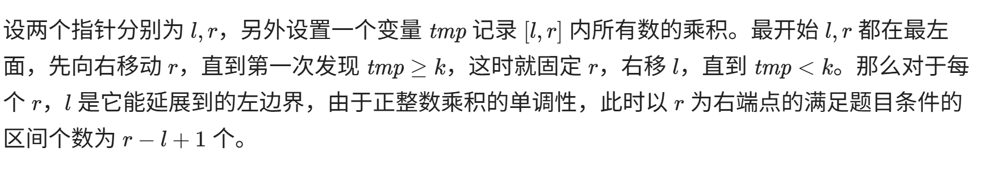 设两个指针分别为 l, r，另外设置一个变量 tmp 记录 [l, r] 内所有数的乘积。最开始 l, r 都在最左
面，先向右移动 r，直到第一次发现 tmp ≥ k，这时就固定 r，右移 l，直到 tmp < k。那么对于每
个 r，l 是它能延展到的左边界，由于正整数乘积的单调性，此时以 r 为右端点的满足题目条件的
区间个数为 r − l + 1 个。